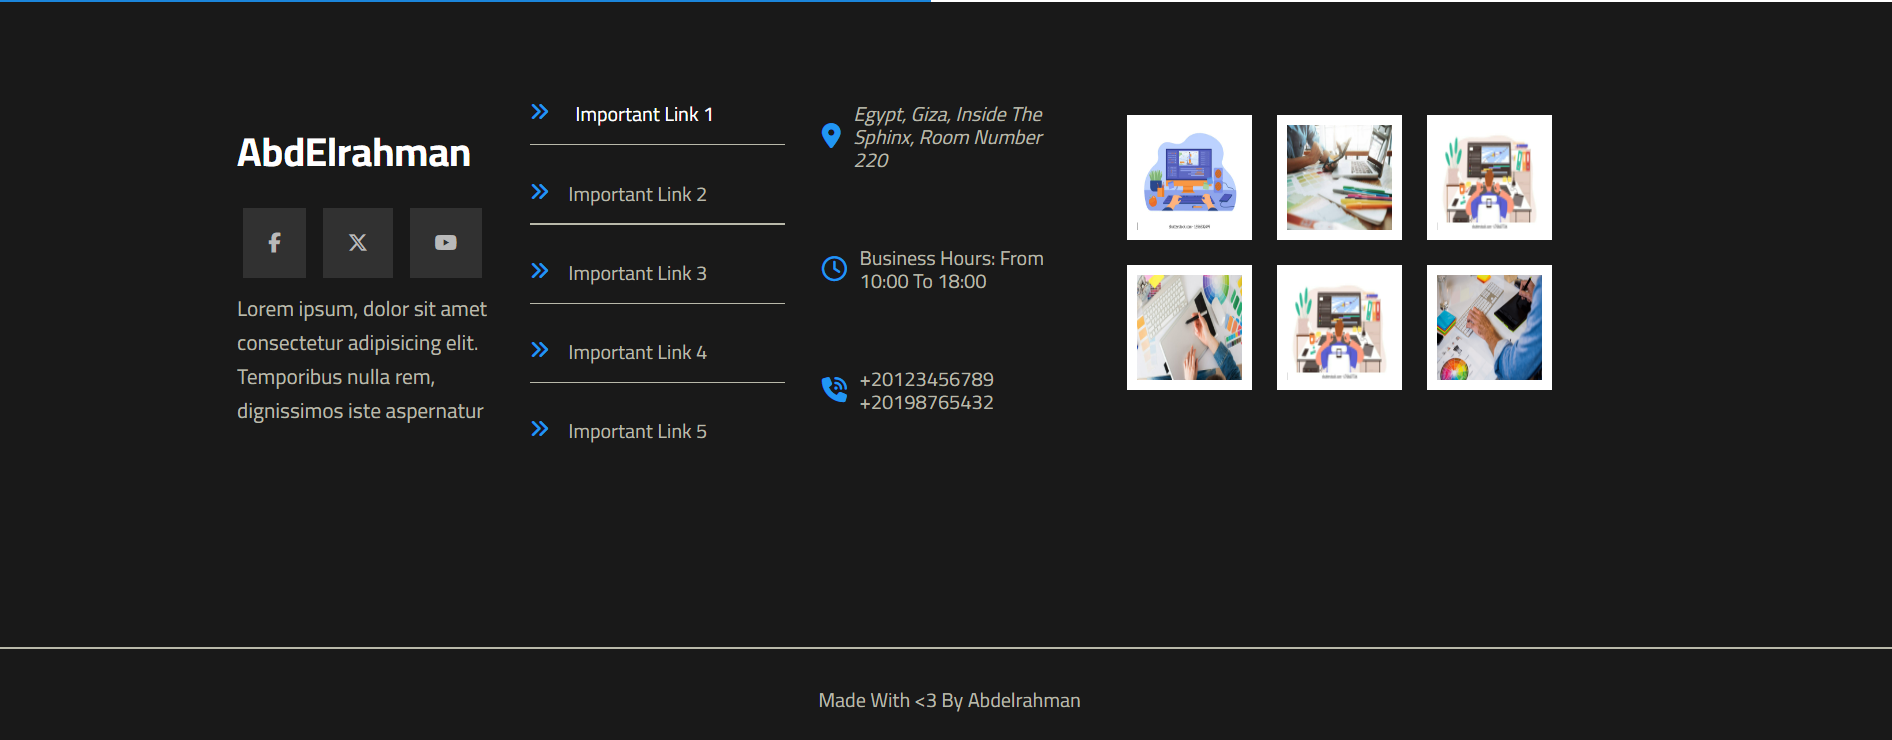 AbdElrahman
Lorem ipsum, dolor sit amet
consectetur adipisicing elit.
Temporibus nulla rem,
dignissimos iste aspernatur
Important Link 1
Important Link 2
Important Link 3
Important Link 4
Important Link 5
Egypt, Giza, Inside The
Sphinx, Room Number
220
Business Hours: From
10:00 To 18:00
+20123456789
+20198765432
Made With <3 By Abdelrahman